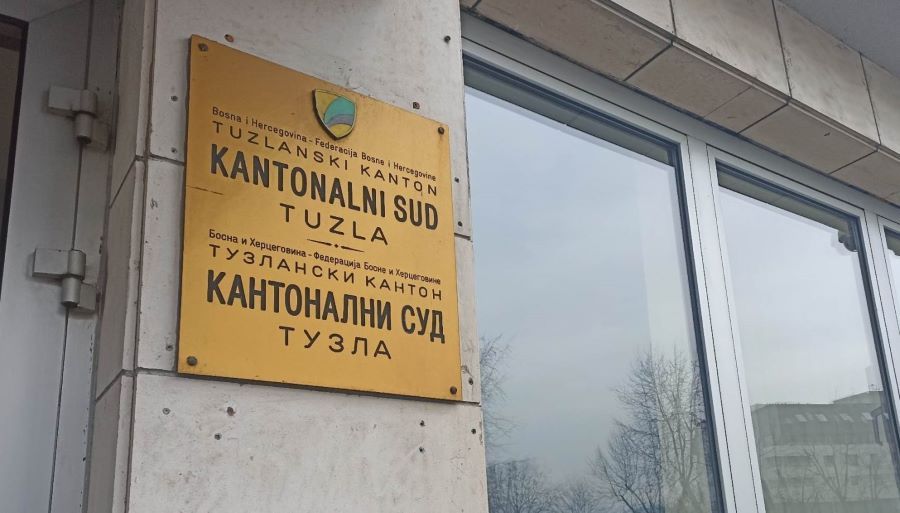 Bosna i Hercegovina - Federacija Bosne i Hercegovine
TUZLANSKI KANTON
KANTONALNI SUD
TUZLA
Босна и Херцеговина - Федерација Босне и Херцеговине
ТУЗЛАНСКИ КАНТОН
КАНТОНАЛНИ СУД
ТУЗЛА